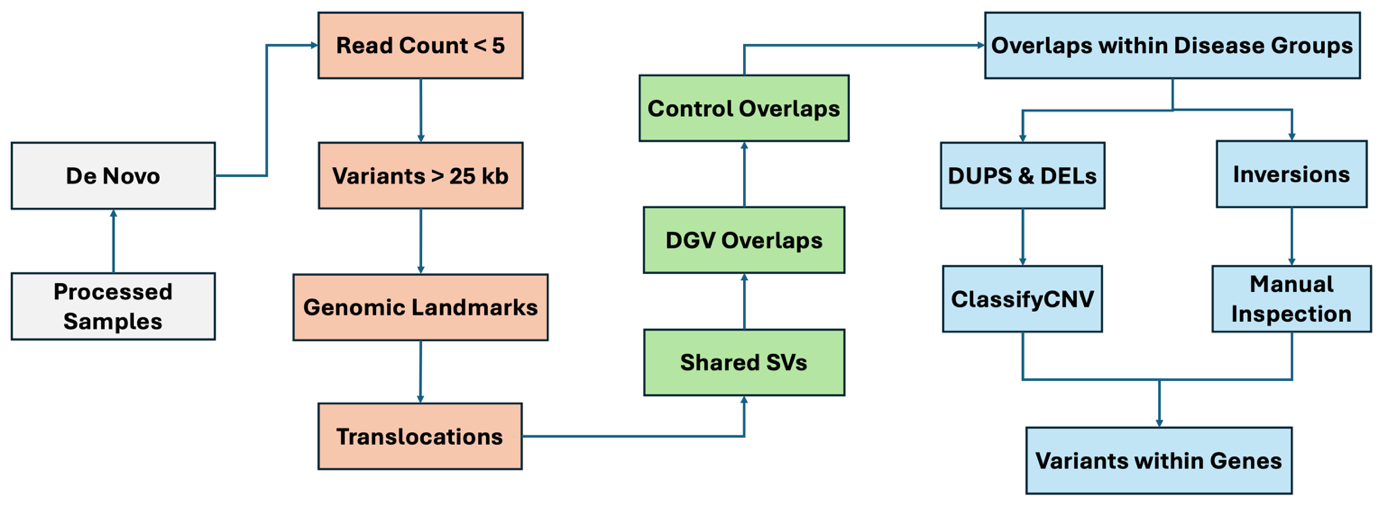 Processed
Samples
De Novo
Read Count < 5
Variants > 25 kb
Genomic Landmarks
Translocations
Shared SVs
DGV Overlaps
Control Overlaps
Overlaps within Disease Groups
DUPS & DELs
Inversions
ClassifyCNV
Manual
Inspection
Variants within Genes